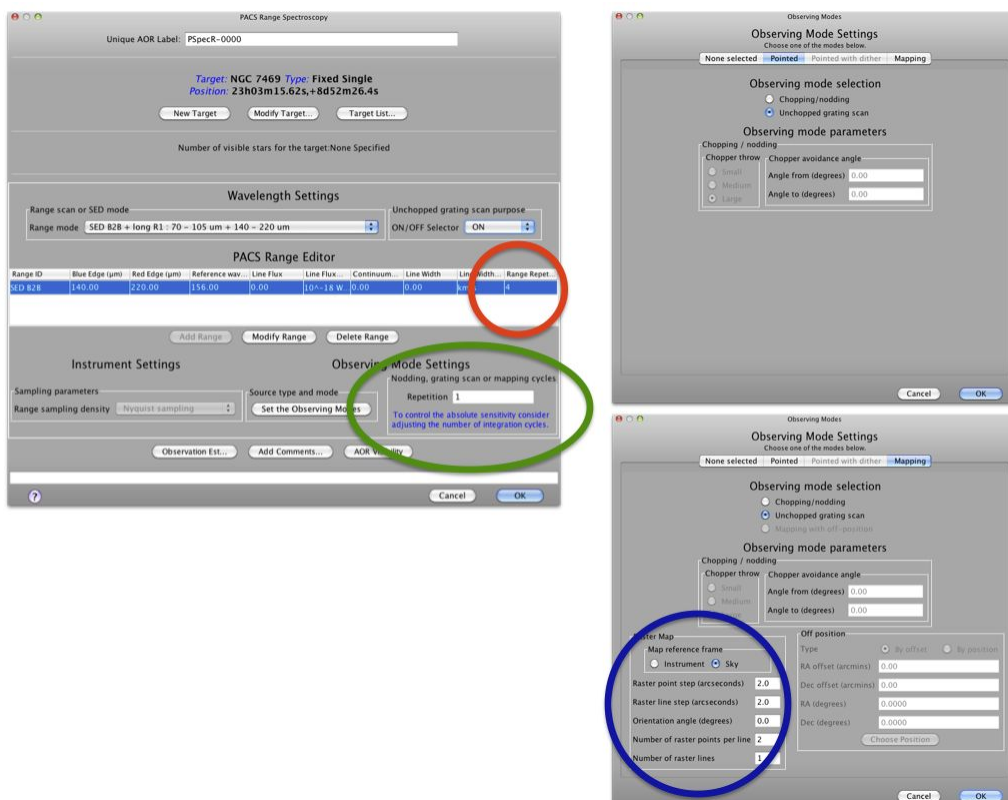 PACS Range Spectroscopy
Unique AOR Label: PSpecR-0000
Target: NGC 7469 Type: Fixed Single
Position: 23h03m15.62s,+8d52m26.4s
New Target Modify Target... Target List...
Number of visible stars for the target:None Specified
Wavelength Settings
Range scan or SED mode Unchopped grating scan purpose
Range mode SED B2B + long R1 : 70 - 105 um + 140 - 220 um ON/OFF Selector ON
PACS Range Editor
Range ID Blue Edge (µm) Red Edge (µm) Reference wav... Line Flux Line Flux... Continuum... Line Width Range Repet...
SED B2B 140.00 220.00 156.00 0.00 10^-18 W... 0.00 0.00 4
Add Range Modify Range Delete Range
Instrument Settings Observing Mode Settings
Nodding, grating scan or mapping cycles
Sampling parameters Source type and mode Repetition 1
Range sampling density Nyquist sampling Set the Observing Modes
To control the absolute sensitivity consider
adjusting the number of integration cycles.
Observation Est... Add Comments... AOR Visibility
? Cancel OK
Observing Modes
Observing Mode Settings
Choose one of the modes below.
None selected Pointed Pointed with dither Mapping
Observing mode selection
Chopping/nodding
Unchopped grating scan
Observing mode parameters
Chopping / nodding
Chopper throw Chopper avoidance angle
Small Angle from (degrees) 0.00
Medium
Large Angle to (degrees) 0.00
Cancel OK
Observing Modes
Observing Mode Settings
Choose one of the modes below.
None selected Pointed Pointed with dither Mapping
Observing mode selection
Chopping/nodding
Unchopped grating scan
Mapping with off-position
Observing mode parameters
Chopping / nodding
Chopper throw Chopper avoidance angle
Small Angle from (degrees) 0.00
Medium
Angle to (degrees) 0.00
Raster Map Off position
Map reference frame Type By offset By position
Instrument Sky RA offset (arcmins) 0.00
Raster point step (arcseconds) 2.0 Dec offset (arcmins) 0.00
Raster line step (arcseconds) 2.0 RA (degrees) 0.0000
Orientation angle (degrees) 0.0 Dec (degrees) 0.0000
Number of raster points per line 2 Choose Position
Number of raster lines 1
Cancel OK